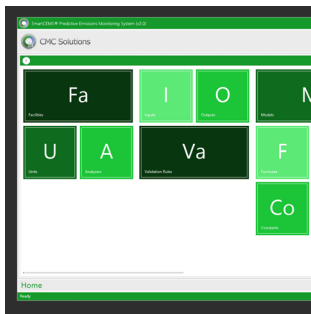 SmartCEMS® Predictive Emissions Monitoring System (v2.0)
CMC Solutions
Fa
Facilities
I
Inputs
O
Outputs
Models
U
Units
A
Analyzers
Va
Validation Rules
F
Formulas
Co
Constants
Home
Ready